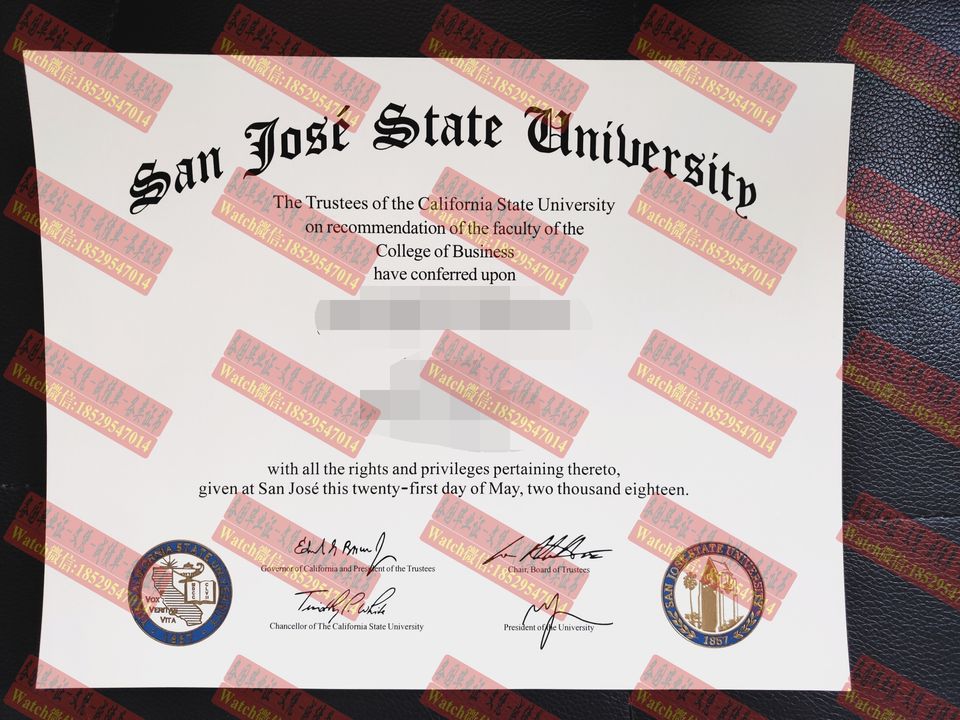 San José State University
The Trustees of the California State University
on recommendation of the faculty of the
College of Business
have conferred upon
with all the rights and privileges pertaining thereto,
given at San José this twenty-first day of May, two thousand eighteen.
Governor of California and President of the Trustees
Chair, Board of Trustees
Timothy P. White
Chancellor of The California State University
President of the University
VOX
VERITAS
VITA
1857
SAN JOSE STATE UNIVERSITY
1857
Watch微信:18529547014